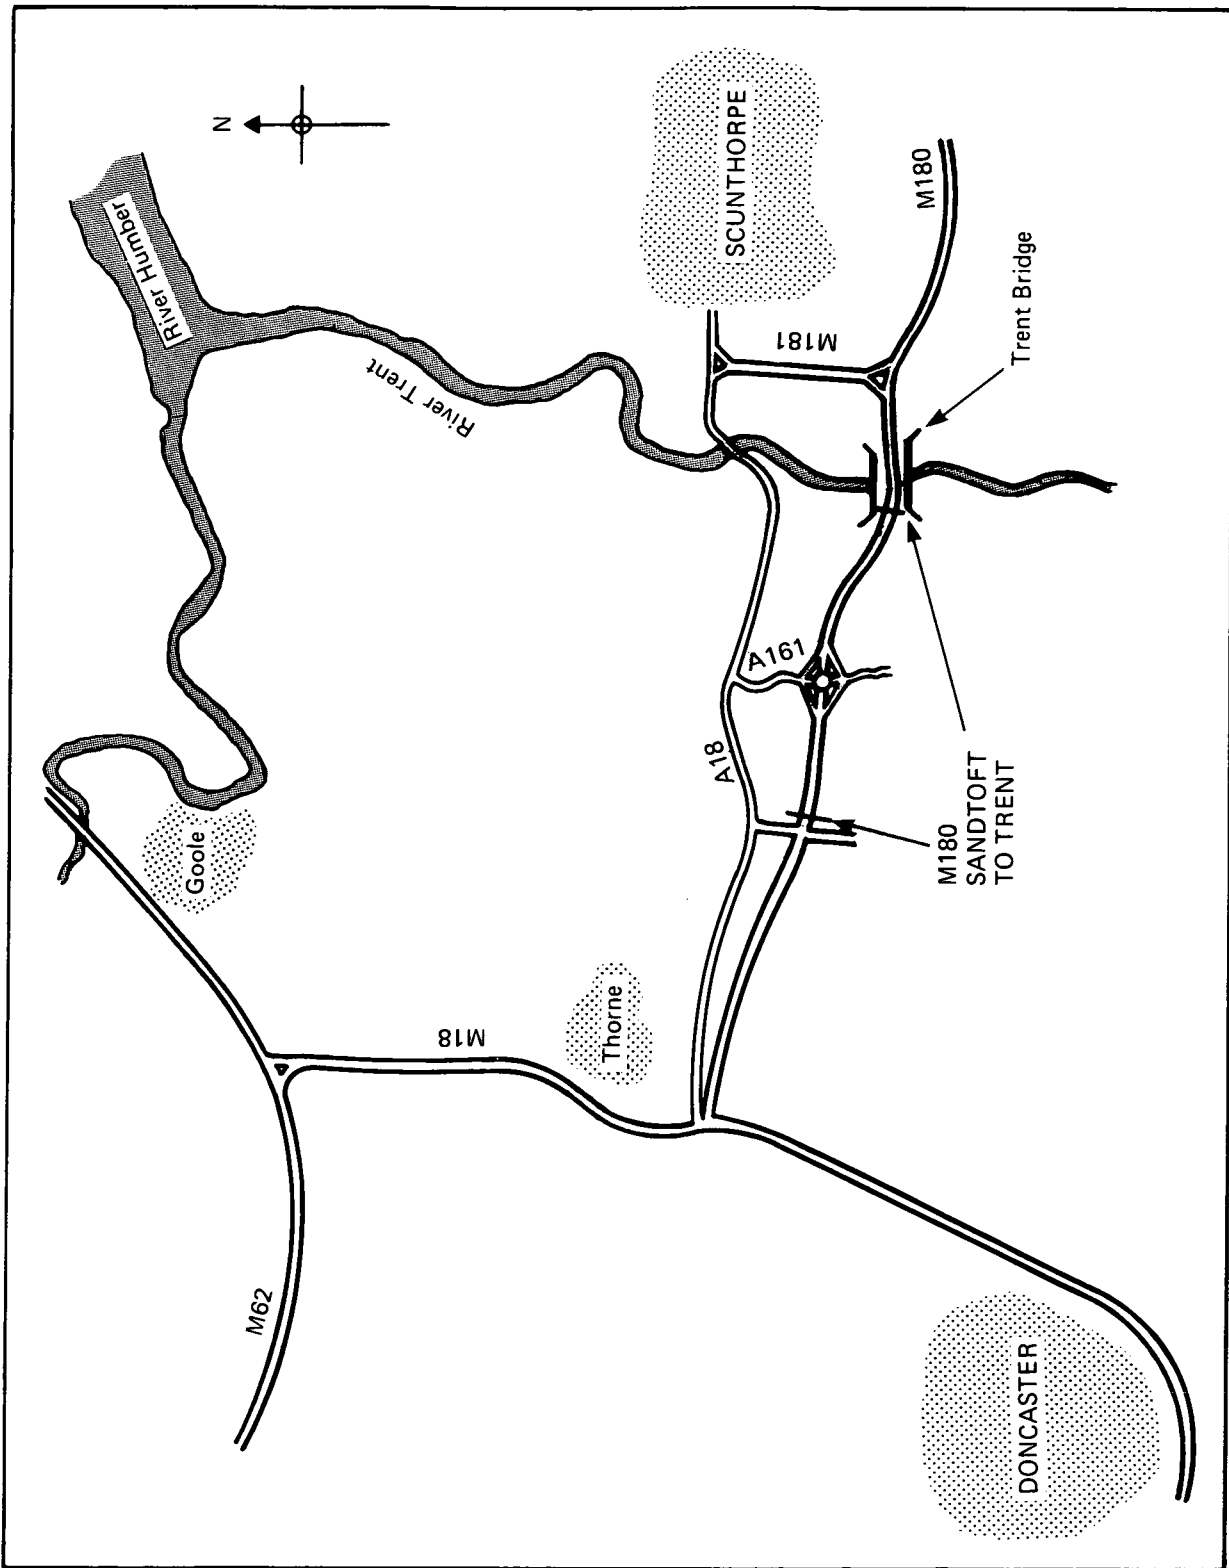 N
River Humber
River Trent
SCUNTHORPE
M180
M181
Trent Bridge
A161
A18
M180
SANDTOFT
TO TRENT
Goole
Thorne
M18
M62
DONCASTER